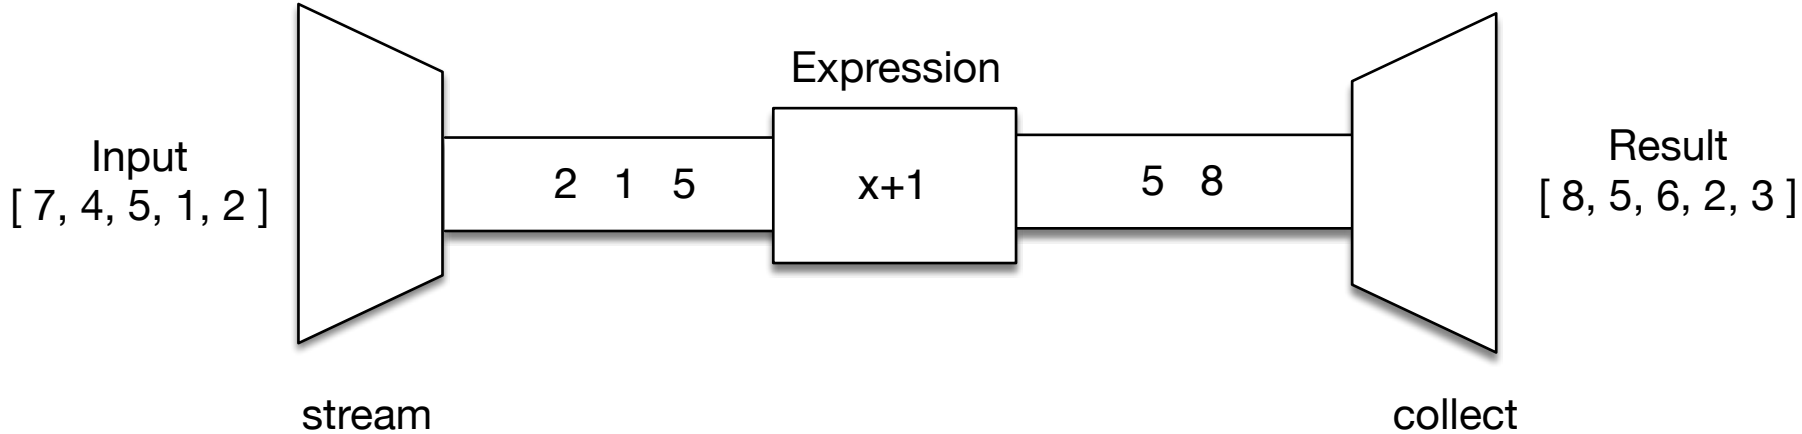 Input
[ 7, 4, 5, 1, 2 ]
stream
2 1 5
Expression
x+1
5 8
collect
Result
[ 8, 5, 6, 2, 3 ]